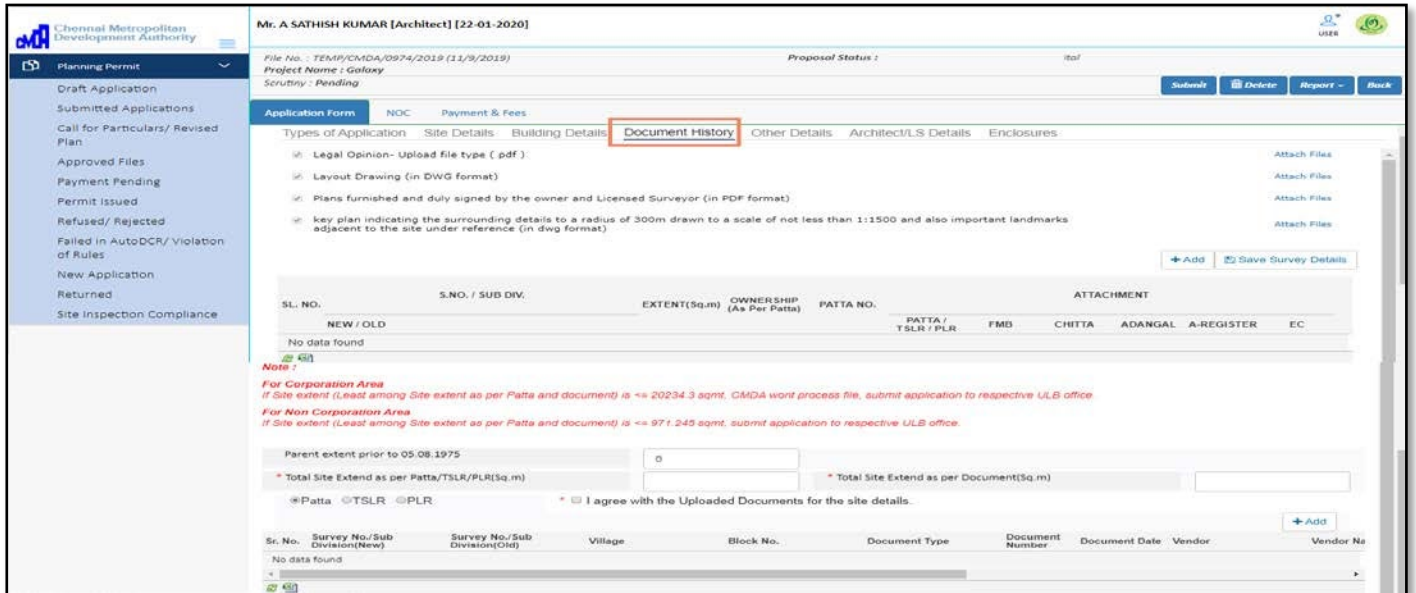 CMDA
Chennai Metropolitan
Development Authority
Planning Permit
Draft Application
Submitted Applications
Call for Particulars/ Revised
Plan
Approved Files
Payment Pending
Permit Issued
Refused/ Rejected
Failed in AutoDCR/ Violation
of Rules
New Application
Returned
Site Inspection Compliance
Mr. A SATHISH KUMAR [Architect] [22-01-2020]
USER
File No. : TEMP/CMDA/0974/2019 (11/9/2019) Proposal Status : ital
Project Name : Galaxy
Scrutiny : Pending
Submit Delete Report Back
Application Form NOC Payment & Fees
Types of Application Site Details Building Details Document History Other Details Architect/LS Details Enclosures
Legal Opinion- Upload file type ( pdf ) Attach Files
Layout Drawing (in DWG format) Attach Files
Plans furnished and duly signed by the owner and Licensed Surveyor (in PDF format) Attach Files
key plan indicating the surrounding details to a radius of 300m drawn to a scale of not less than 1:1500 and also important landmarks
adjacent to the site under reference (in dwg format) Attach Files
+ Add Save Survey Details
SL. NO. S.NO. / SUB DIV. EXTENT(Sq.m) OWNERSHIP (As Per Patta) PATTA NO. ATTACHMENT
NEW / OLD PATTA / TSLR / PLR FMB CHITTA ADANGAL A-REGISTER EC
No data found
Note :
For Corporation Area
If Site extent (Least among Site extent as per Patta and document) is <= 20234.3 sqmt, CMDA wont process file, submit application to respective ULB office.
For Non Corporation Area
If Site extent (Least among Site extent as per Patta and document) is <= 971.245 sqmt, submit application to respective ULB office.
Parent extent prior to 05.08.1975 0
* Total Site Extend as per Patta/TSLR/PLR(Sq.m) * Total Site Extend as per Document(Sq.m)
Patta TSLR PLR * I agree with the Uploaded Documents for the site details.
+ Add
Sr. No. Survey No./Sub Division(New) Survey No./Sub Division(Old) Village Block No. Document Type Document Number Document Date Vendor Vendor Na
No data found